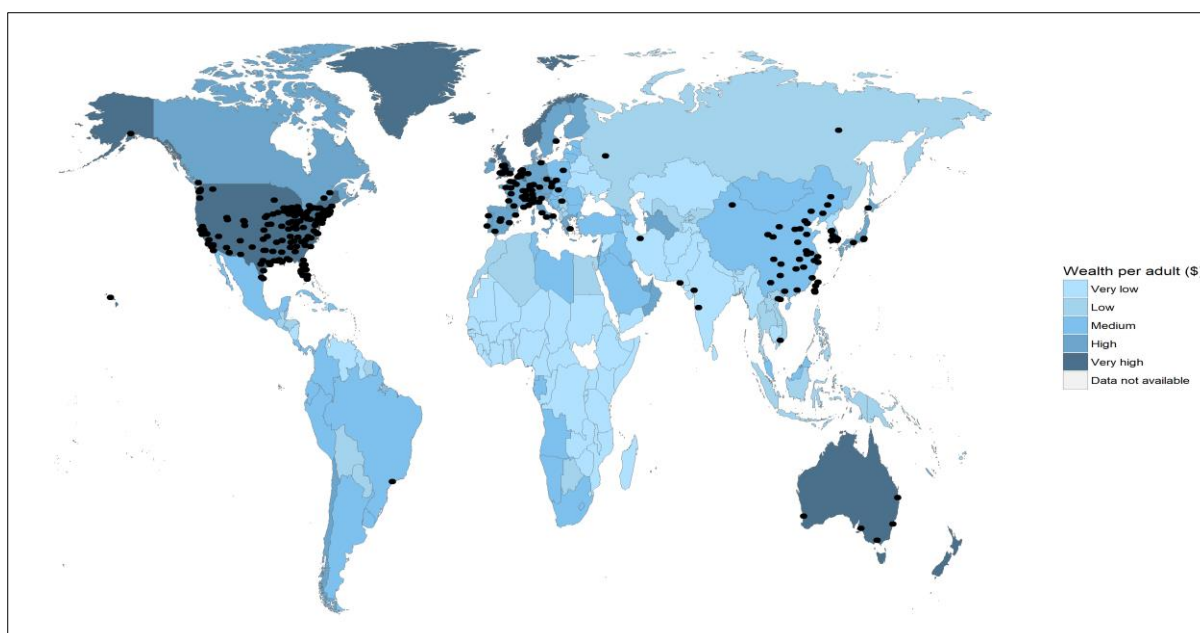 Wealth per adult ($)
Very low
Low
Medium
High
Very high
Data not available